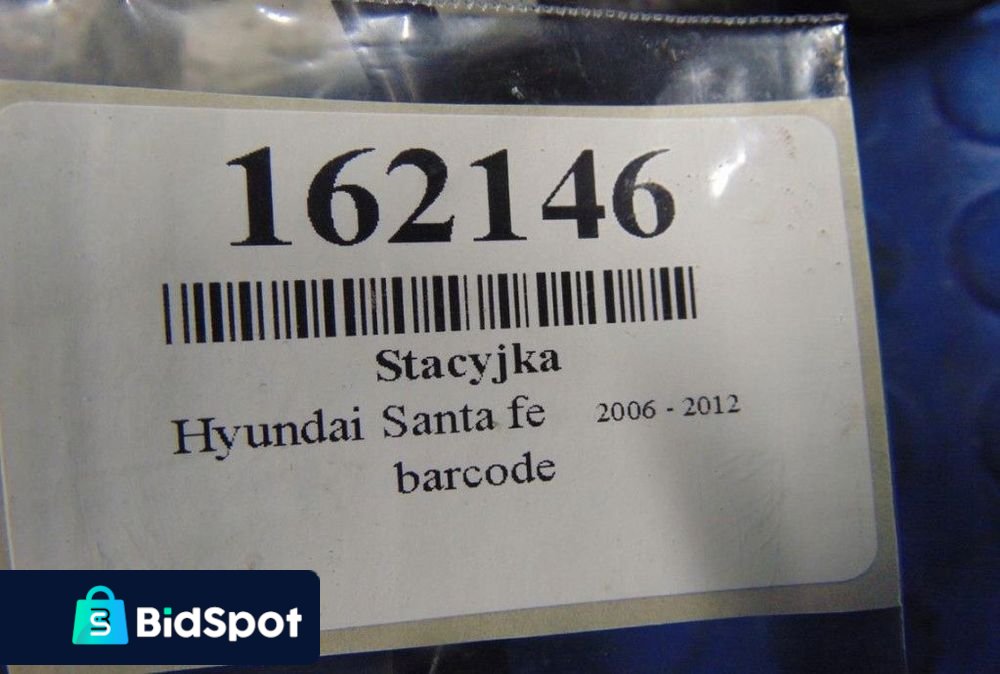 162146
Stacyjka
Hyundai Santa fe 2006 - 2012
barcode
S BidSpot